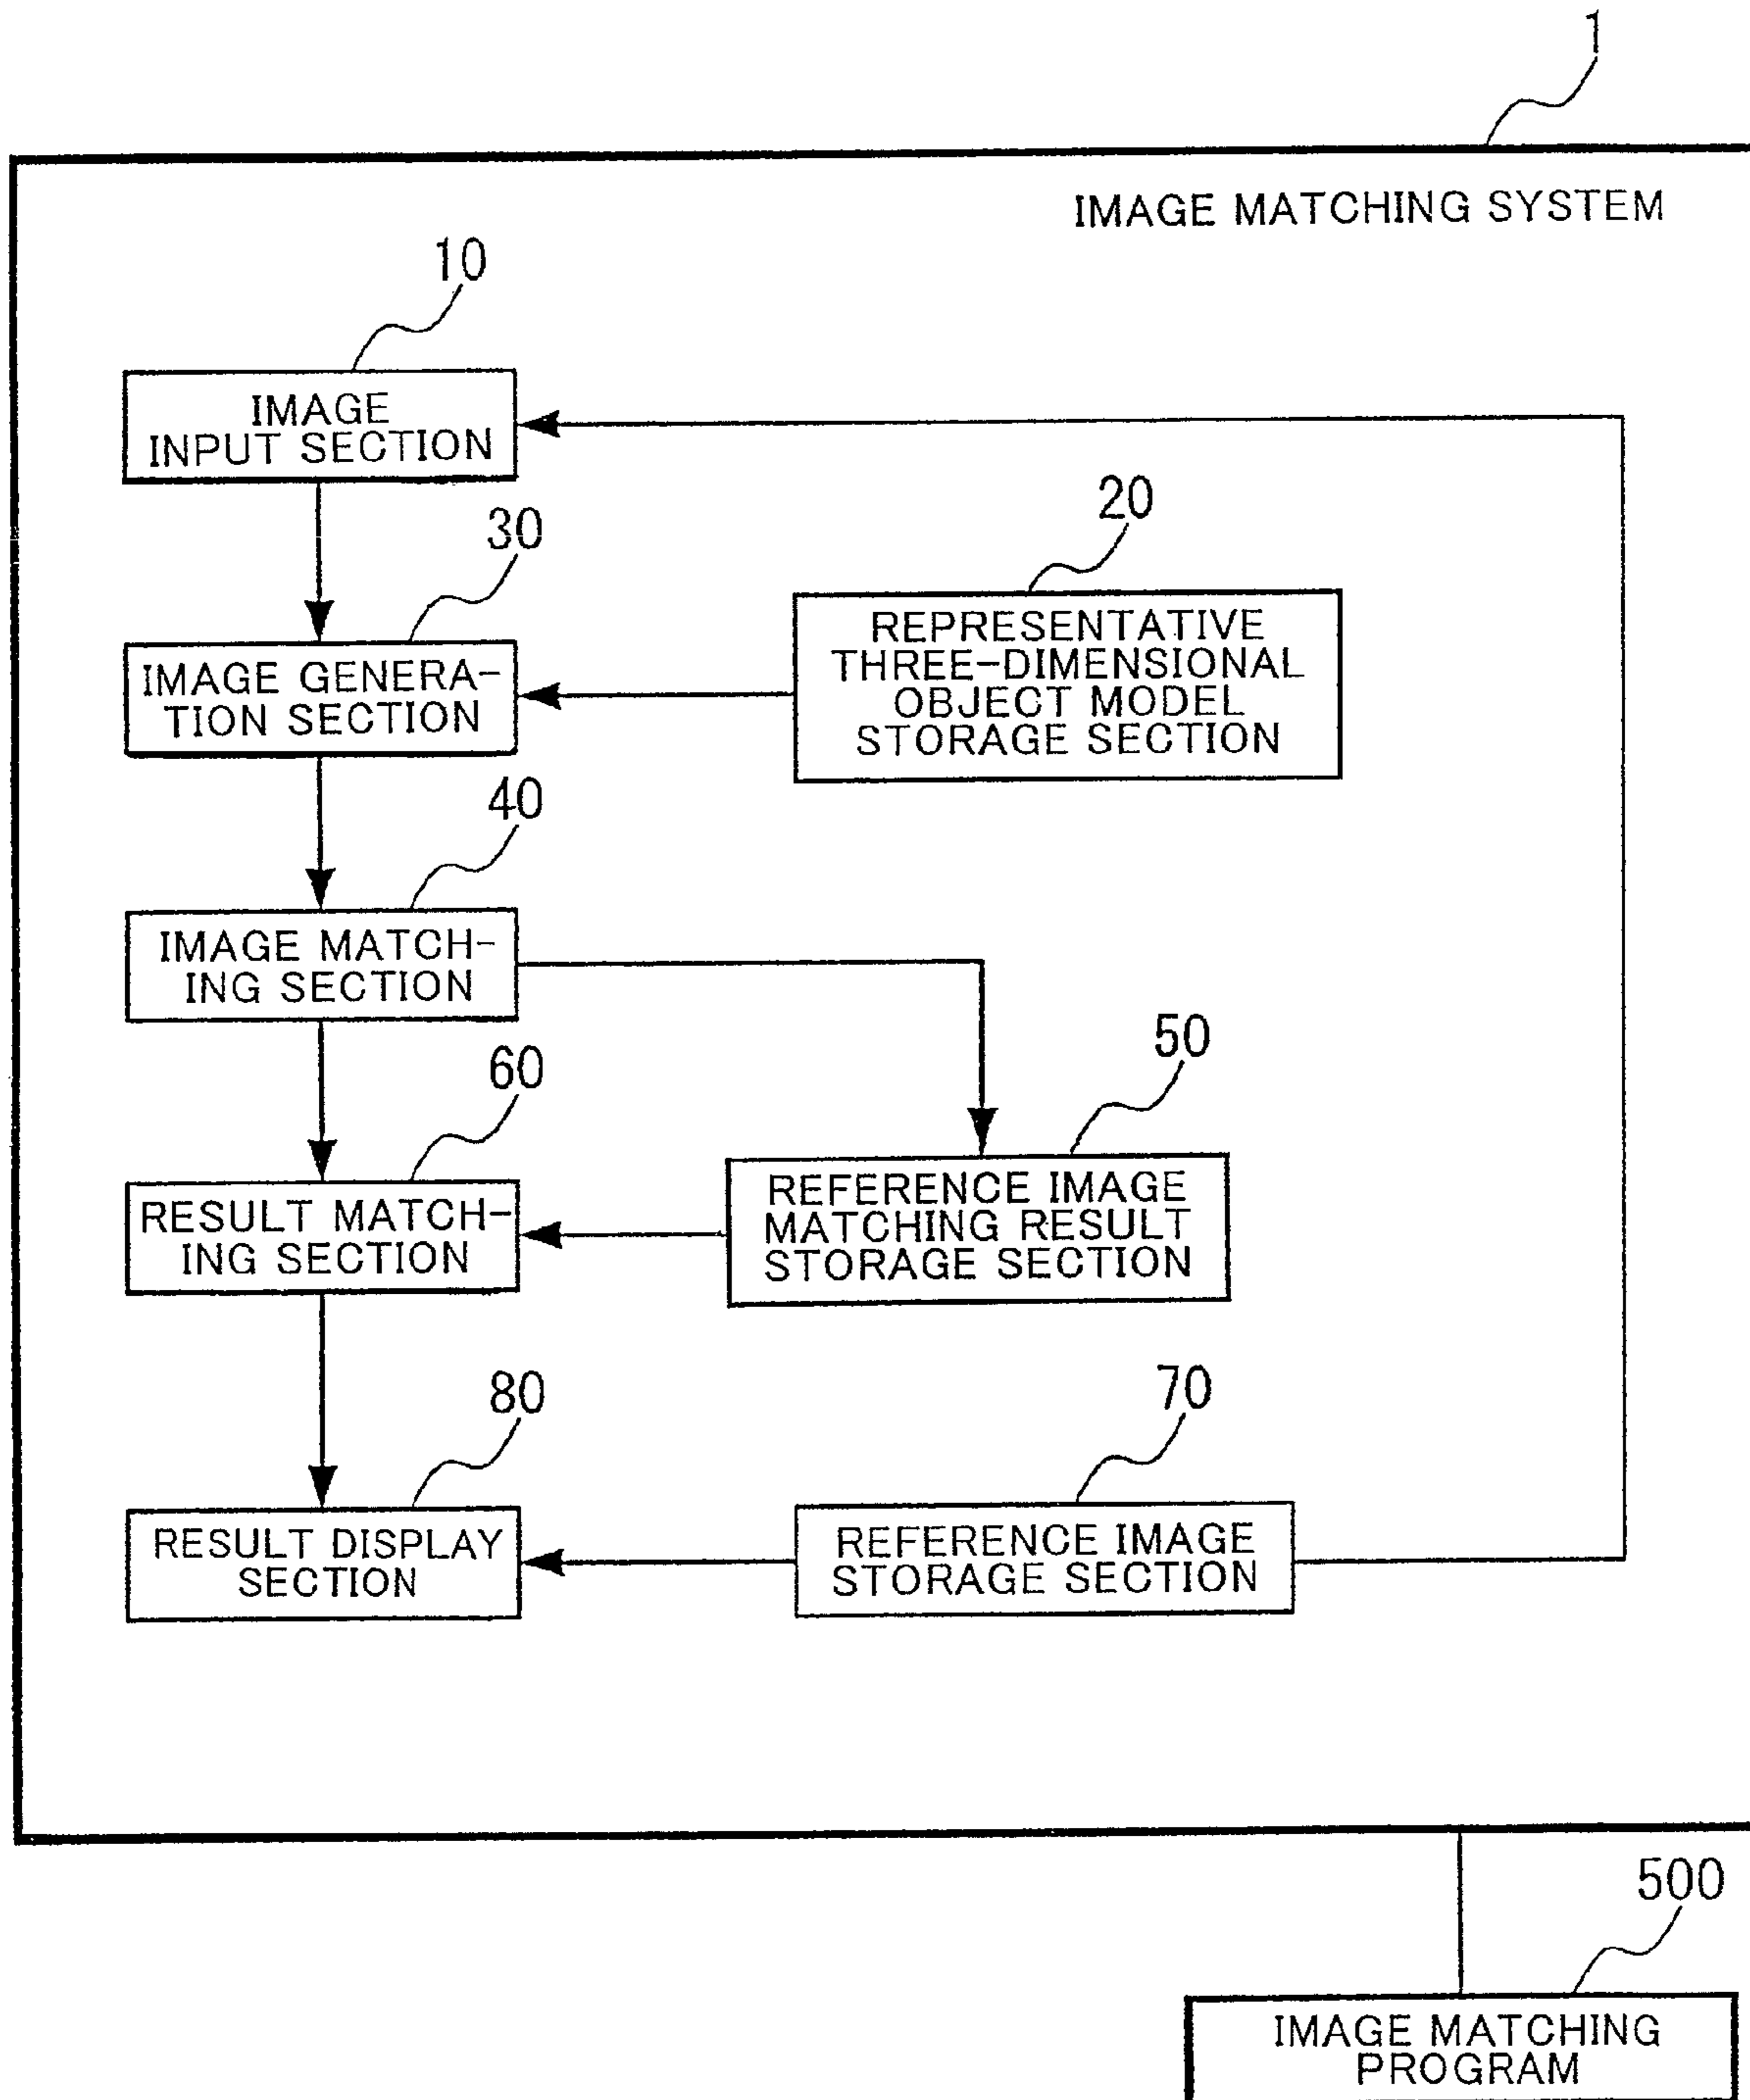 1
IMAGE MATCHING SYSTEM
10
IMAGE
INPUT SECTION
20
30
REPRESENTATIVE
THREE-DIMENSIONAL
OBJECT MODEL
STORAGE SECTION
IMAGE GENERA-
TION SECTION
40
IMAGE MATCH-
ING SECTION
50
60
REFERENCE IMAGE
MATCHING RESULT
STORAGE SECTION
RESULT MATCH-
ING SECTION
70
80
REFERENCE IMAGE
STORAGE SECTION
RESULT DISPLAY
SECTION
500
IMAGE MATCHING
PROGRAM